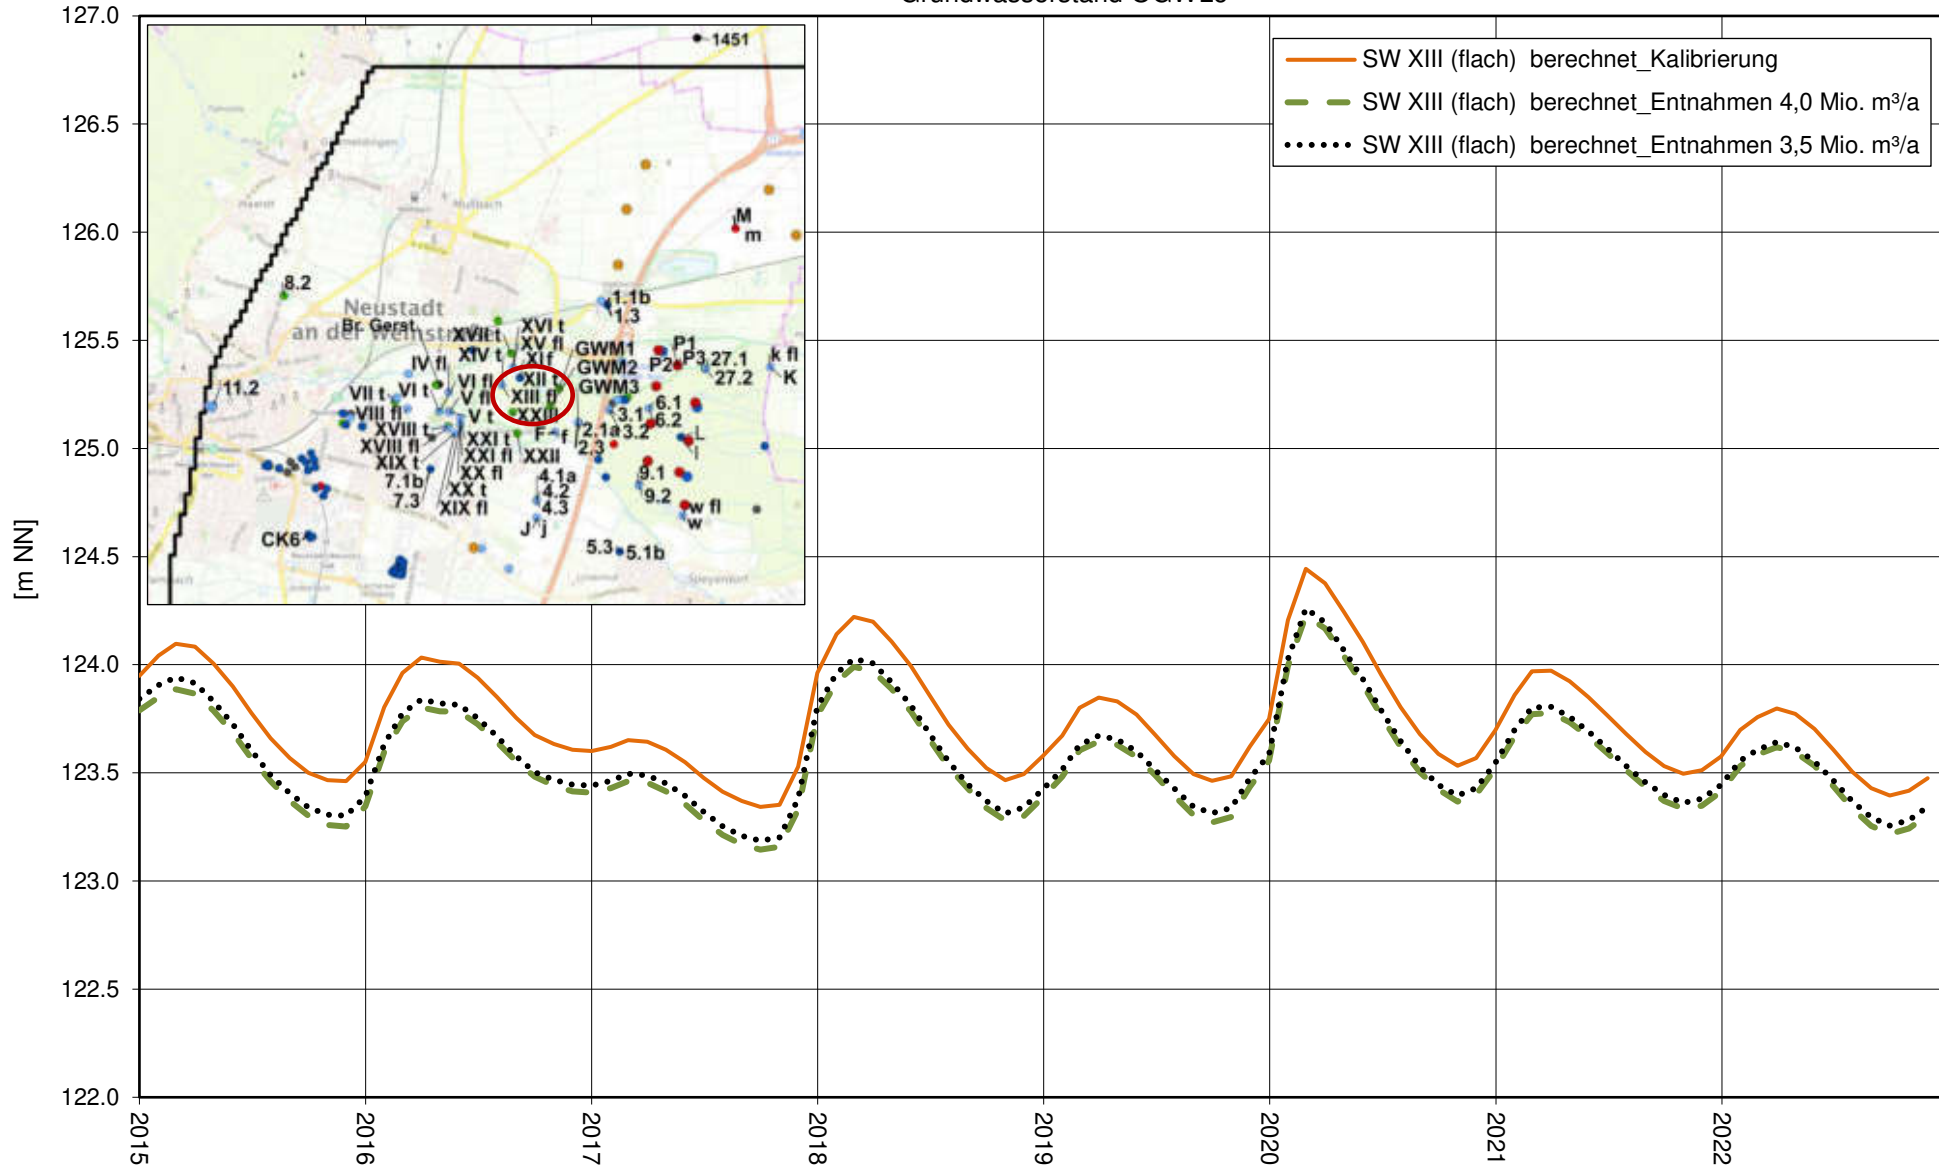 127.0
126.5
126.0
125.5
125.0
124.5
124.0
123.5
123.0
122.5
122.0
[m NN]
2015
2016
2017
2018
2019
2020
2021
2022
SW XIII (flach) berechnet_Kalibrierung
SW XIII (flach) berechnet_Entnahmen 4,0 Mio. m³/a
SW XIII (flach) berechnet_Entnahmen 3,5 Mio. m³/a
1451
M
m
8.2
Neustadt
an der Weinstraße
Br. Gerst.
1.1b
1.3
XVII t
XVI t
XV fl
XIV t
XI f
GWM1
GWM2
GWM3
P1
P2
P3
27.1
27.2
k fl
K
IV fl
VI fl
XII t
XIII fl
11.2
VII t
VI t
V fl
VIII fl
V t
XXIII
3.1
3.2
6.1
6.2
XVIII t
XVIII fl
XXI t
XXI fl
F
f
2.1a
2.3
L
l
XIX t
XX fl
XXII
7.1b
7.3
XX t
XIX fl
4.1a
4.2
4.3
9.1
9.2
w fl
w
J
j
CK6
5.3
5.1b
Mußbach
Haardt
Speyerdorf